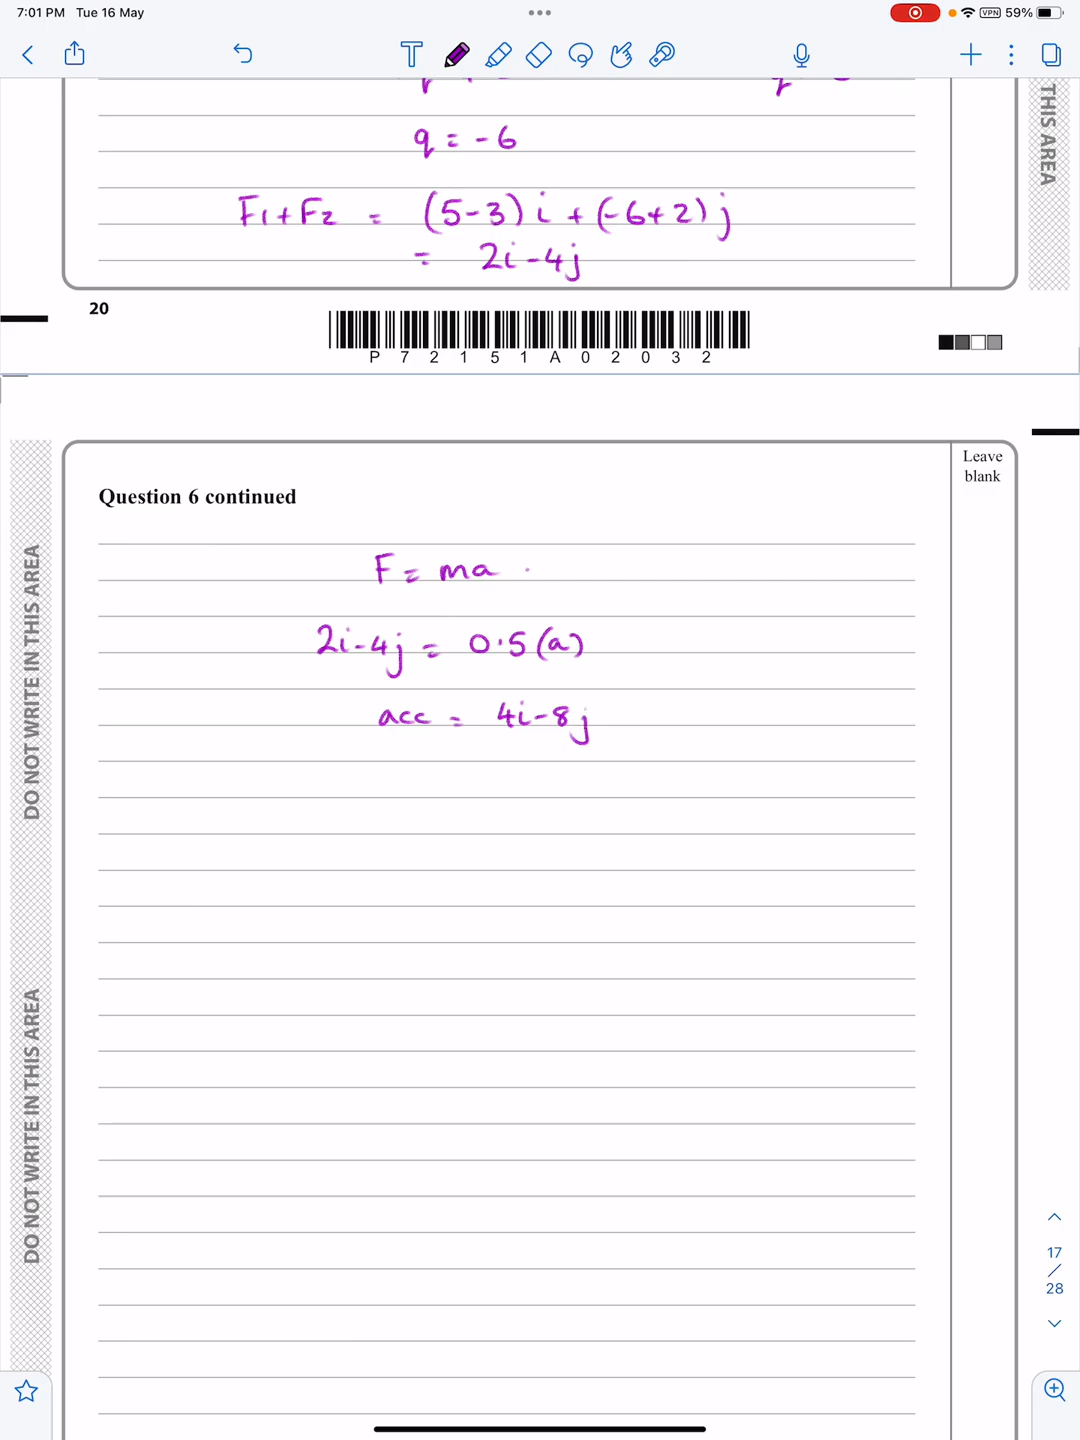 7:01 PM Tue 16 May
VPN 59%
THIS AREA
q = -6
F1+F2 = (5-3)i + (-6+2)j
= 2i-4j
20
P 7 2 1 5 1 A 0 2 0 3 2
Leave
blank
Question 6 continued
F = ma
2i-4j = 0.5(a)
acc = 4i-8j
DO NOT WRITE IN THIS AREA
DO NOT WRITE IN THIS AREA
17
/
28